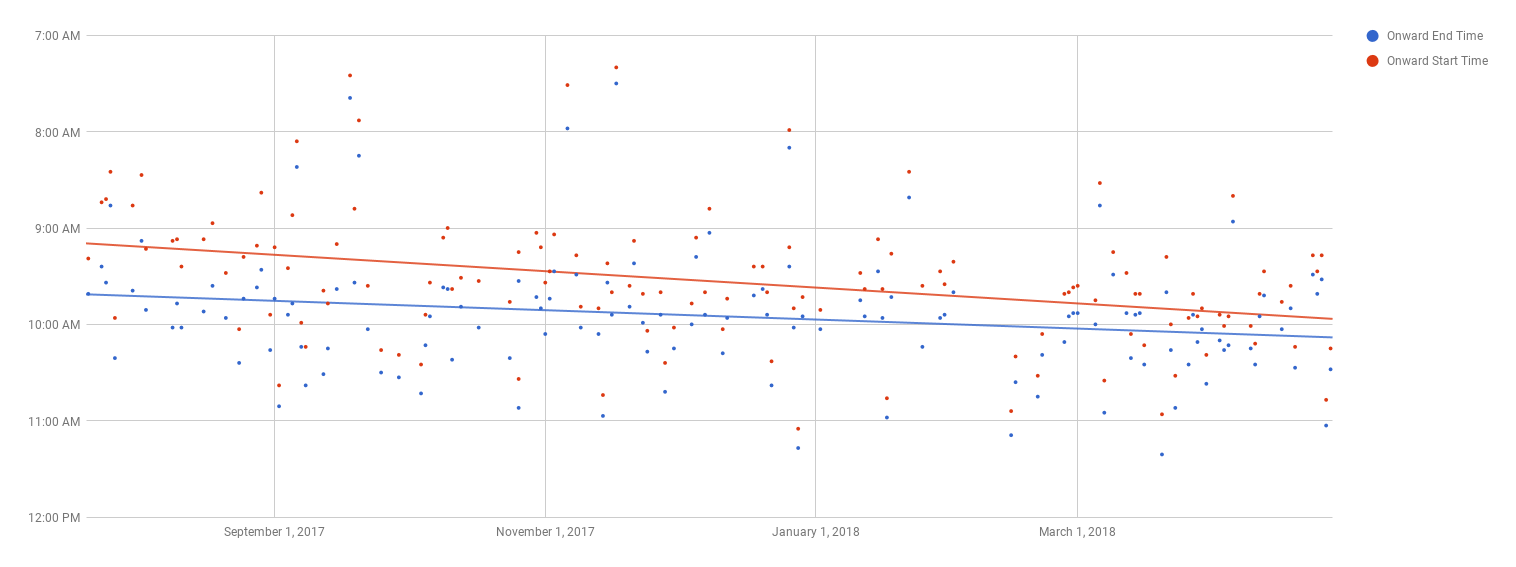 7:00 AM
8:00 AM
9:00 AM
10:00 AM
11:00 AM
12:00 PM
September 1, 2017
November 1, 2017
January 1, 2018
March 1, 2018
Onward End Time
Onward Start Time